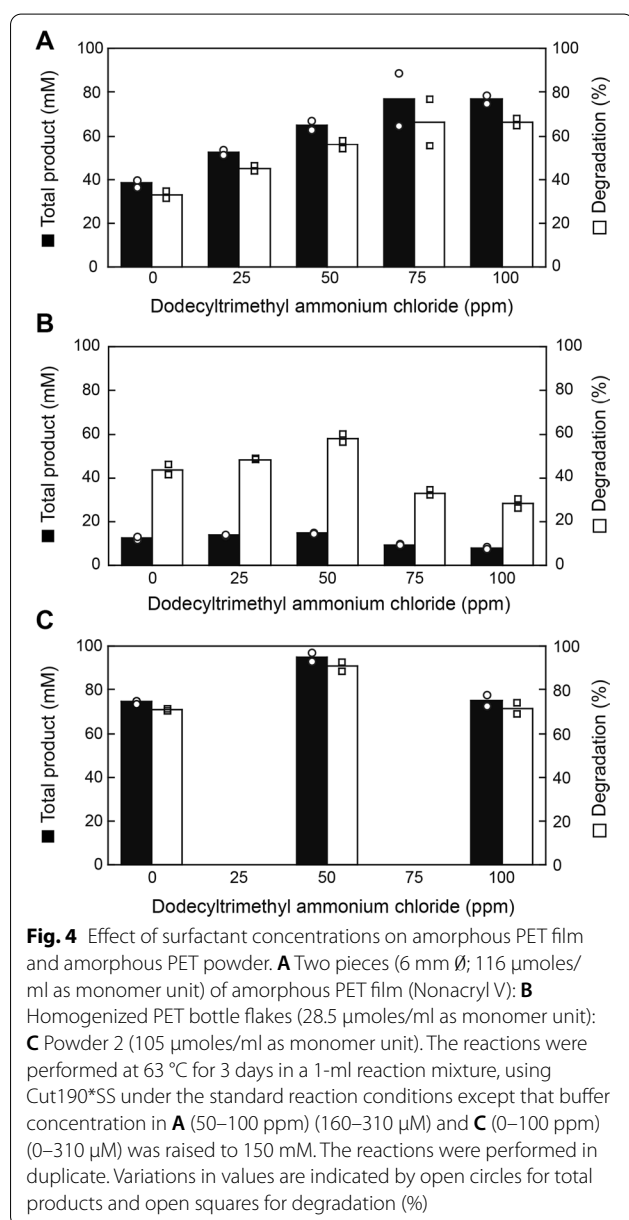 A
100
80
60
40
20
0
■ Total product (mM)
100
80
60
40
20
0
□ Degradation (%)
0 25 50 75 100
Dodecyltrimethyl ammonium chloride (ppm)
B
100
80
60
40
20
0
■ Total product (mM)
100
80
60
40
20
0
□ Degradation (%)
0 25 50 75 100
Dodecyltrimethyl ammonium chloride (ppm)
C
100
80
60
40
20
0
■ Total product (mM)
100
80
60
40
20
0
□ Degradation (%)
0 25 50 75 100
Dodecyltrimethyl ammonium chloride (ppm)
Fig. 4 Effect of surfactant concentrations on amorphous PET film
and amorphous PET powder. A Two pieces (6 mm Ø; 116 μmoles/
ml as monomer unit) of amorphous PET film (Nonacryl V): B
Homogenized PET bottle flakes (28.5 μmoles/ml as monomer unit):
C Powder 2 (105 μmoles/ml as monomer unit). The reactions were
performed at 63 °C for 3 days in a 1-ml reaction mixture, using
Cut190*SS under the standard reaction conditions except that buffer
concentration in A (50–100 ppm) (160–310 μM) and C (0–100 ppm)
(0–310 μM) was raised to 150 mM. The reactions were performed in
duplicate. Variations in values are indicated by open circles for total
products and open squares for degradation (%)